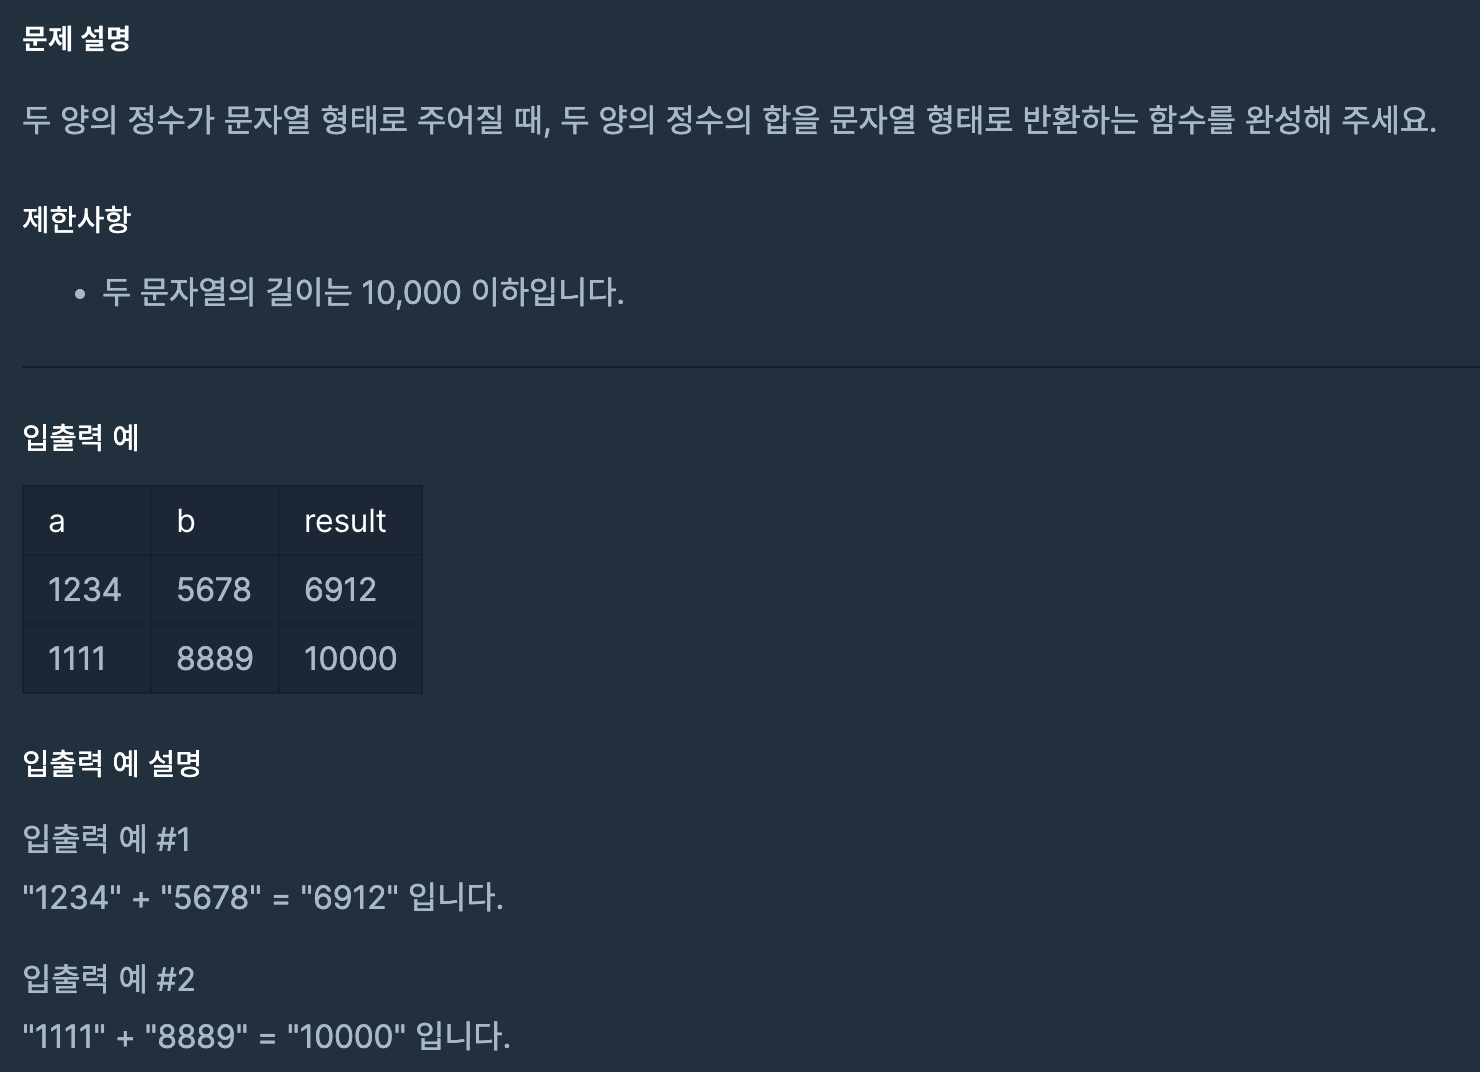 문제 설명
두 양의 정수가 문자열 형태로 주어질 때, 두 양의 정수의 합을 문자열 형태로 반환하는 함수를 완성해 주세요.
제한사항
• 두 문자열의 길이는 10,000 이하입니다.
입출력 예
a b result
1234 5678 6912
1111 8889 10000
입출력 예 설명
입출력 예 #1
"1234" + "5678" = "6912" 입니다.
입출력 예 #2
"1111" + "8889" = "10000" 입니다.